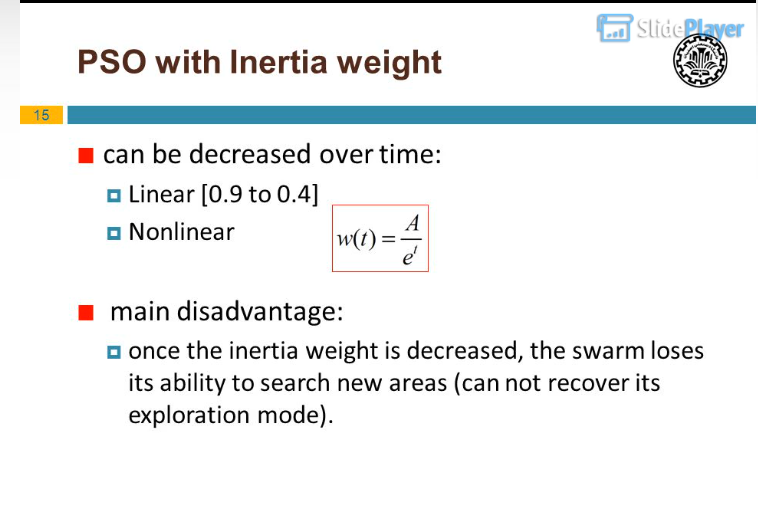 SlidePlayer
PSO with Inertia weight
15
can be decreased over time:
Linear [0.9 to 0.4]
Nonlinear
w(t) = A / e^t
main disadvantage:
once the inertia weight is decreased, the swarm loses
its ability to search new areas (can not recover its
exploration mode).